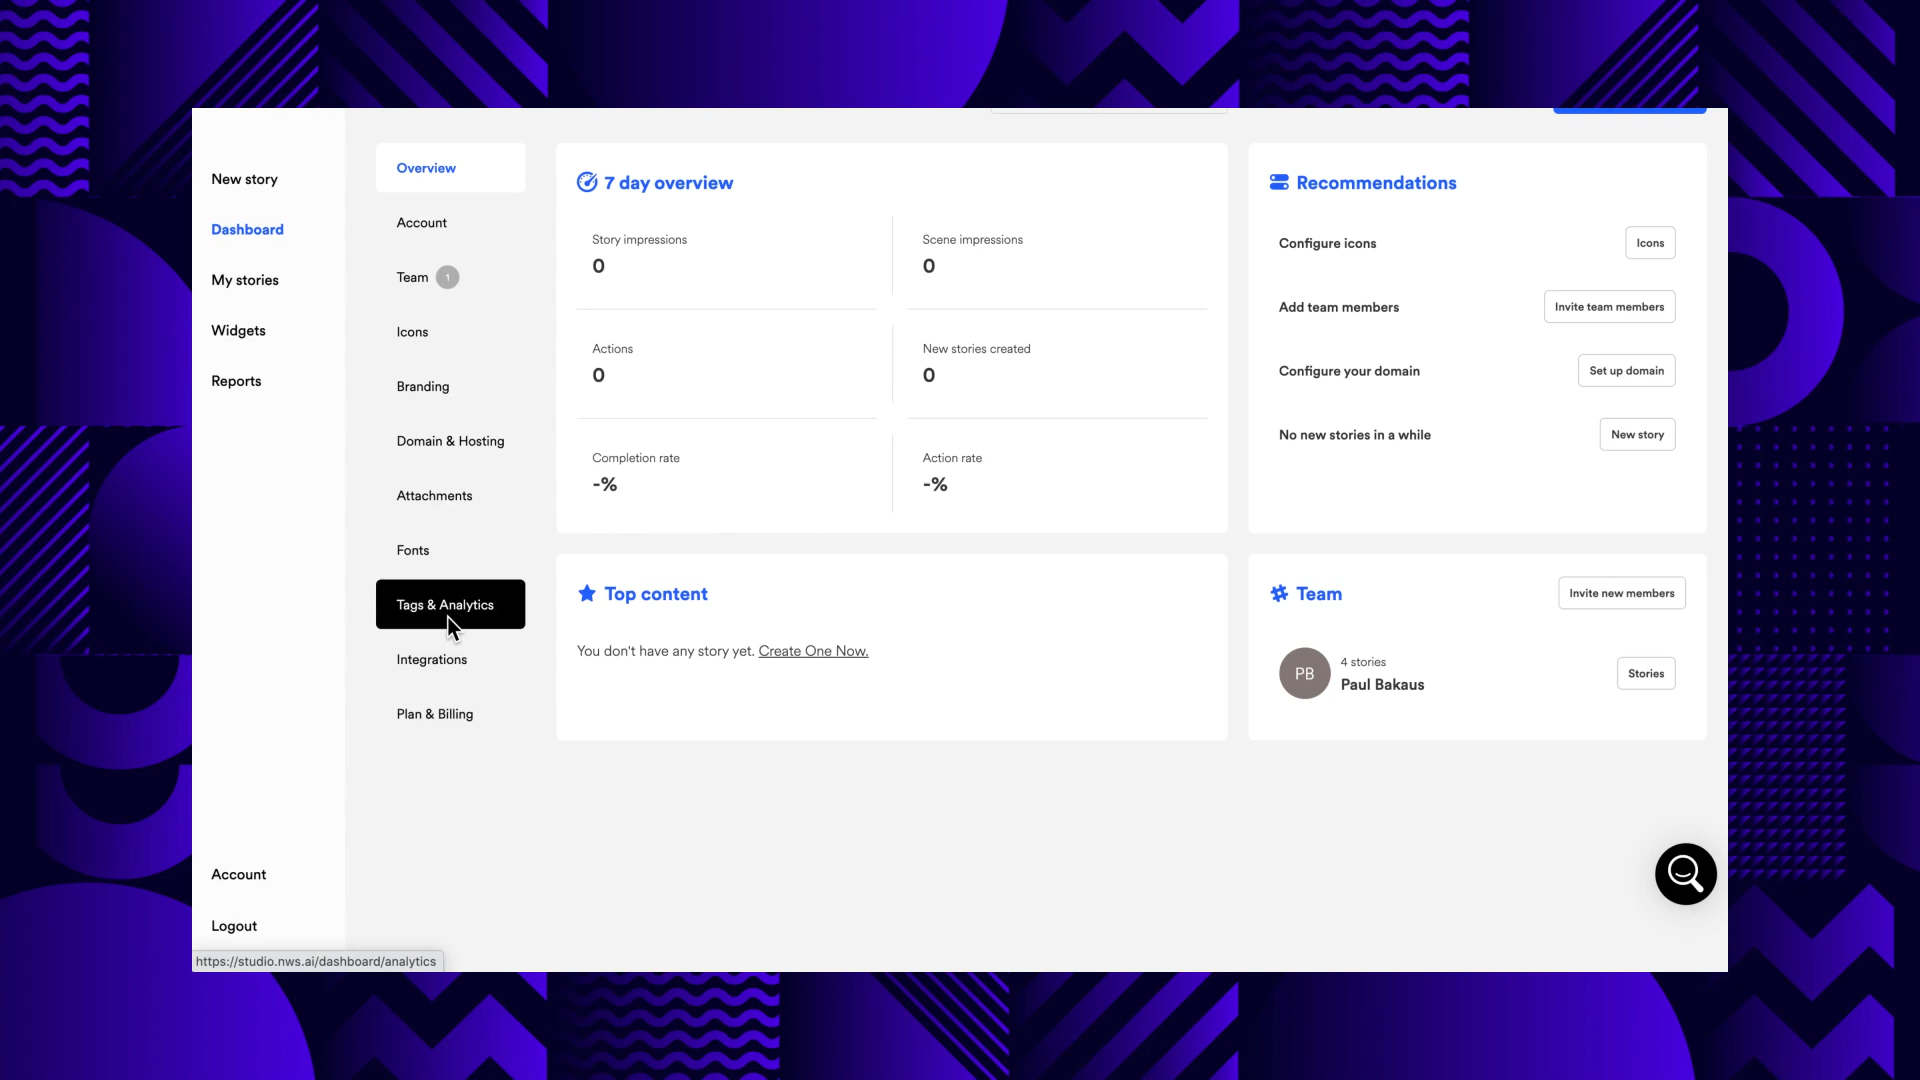 New story
Dashboard
My stories
Widgets
Reports
Account
Logout
Overview
Account
Team 1
Icons
Branding
Domain & Hosting
Attachments
Fonts
Tags & Analytics
Integrations
Plan & Billing
7 day overview
Story impressions
0
Scene impressions
0
Actions
0
New stories created
0
Completion rate
-%
Action rate
-%
Recommendations
Configure icons Icons
Add team members Invite team members
Configure your domain Set up domain
No new stories in a while New story
Top content
You don't have any story yet. Create One Now.
Team Invite new members
PB
4 stories
Paul Bakaus
Stories
https://studio.nws.ai/dashboard/analytics